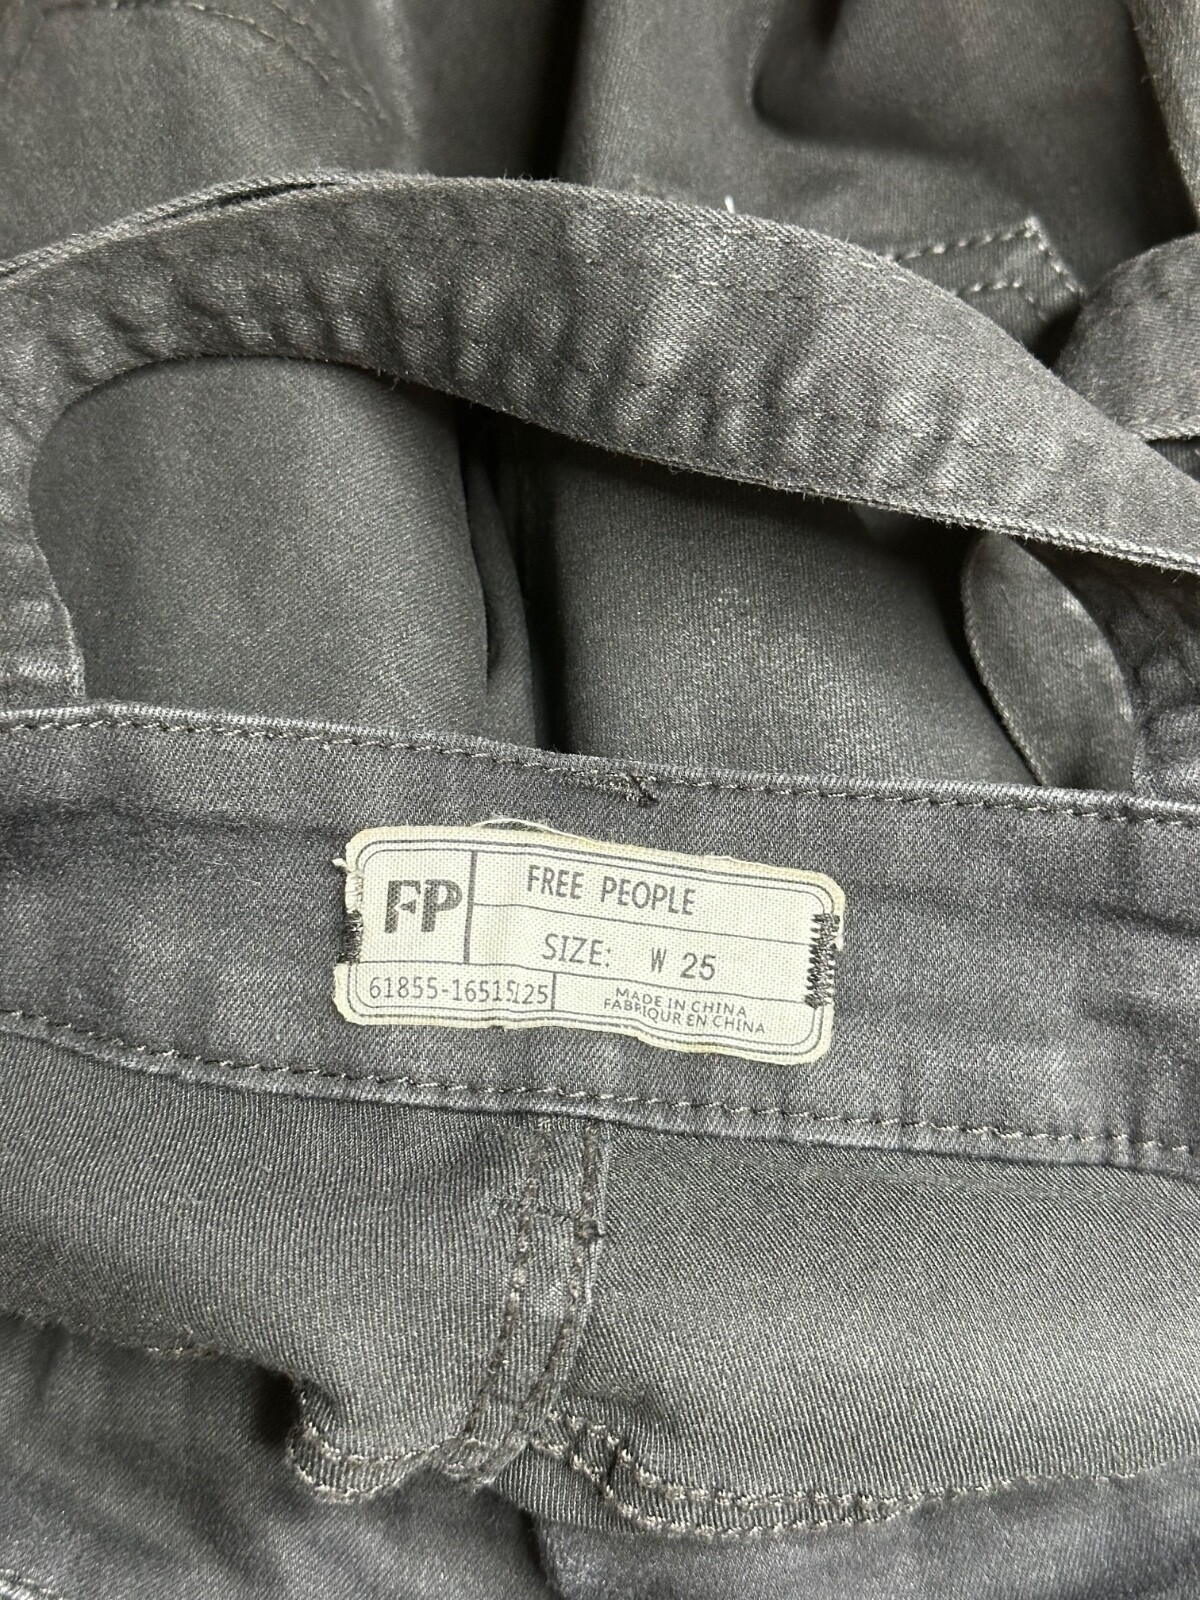 FP
FREE PEOPLE
SIZE: W 25
61855-16515125
MADE IN CHINA
FABRIQUR EN CHINA